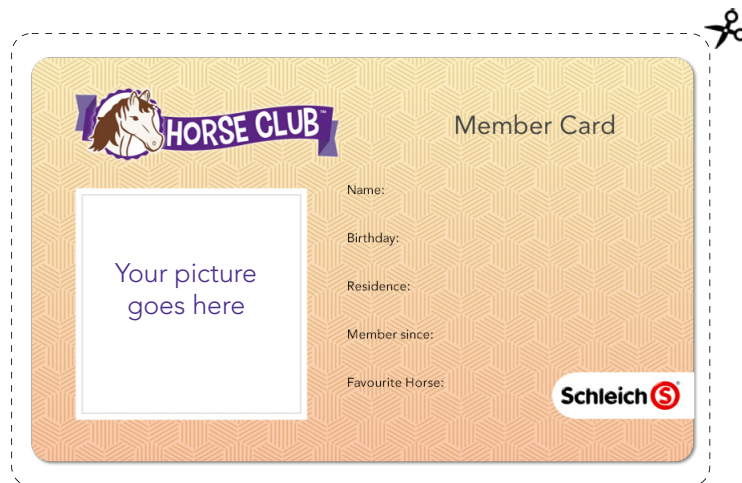 HORSE CLUB™
Member Card
Name:
Birthday:
Your picture
goes here
Residence:
Member since:
Favourite Horse:
Schleich S®